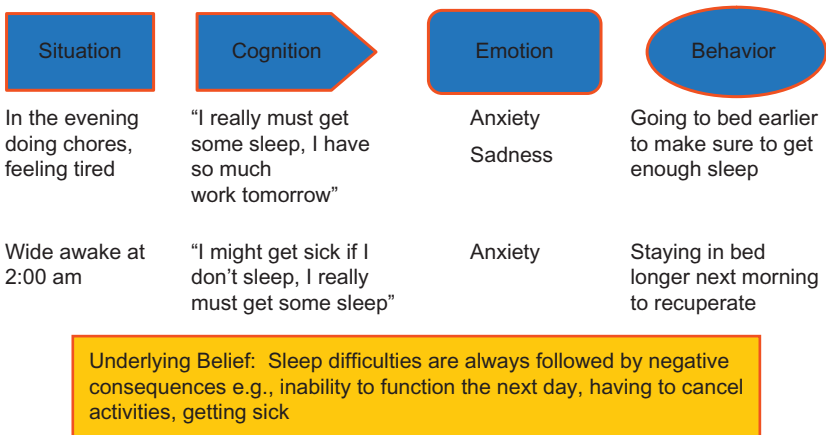 Situation
Cognition
Emotion
Behavior
In the evening
doing chores,
feeling tired
“I really must get
some sleep, I have
so much
work tomorrow”
Anxiety
Sadness
Going to bed earlier
to make sure to get
enough sleep
Wide awake at
2:00 am
“I might get sick if I
don’t sleep, I really
must get some sleep”
Anxiety
Staying in bed
longer next morning
to recuperate
Underlying Belief:  Sleep difficulties are always followed by negative
consequences e.g., inability to function the next day, having to cancel
activities, getting sick